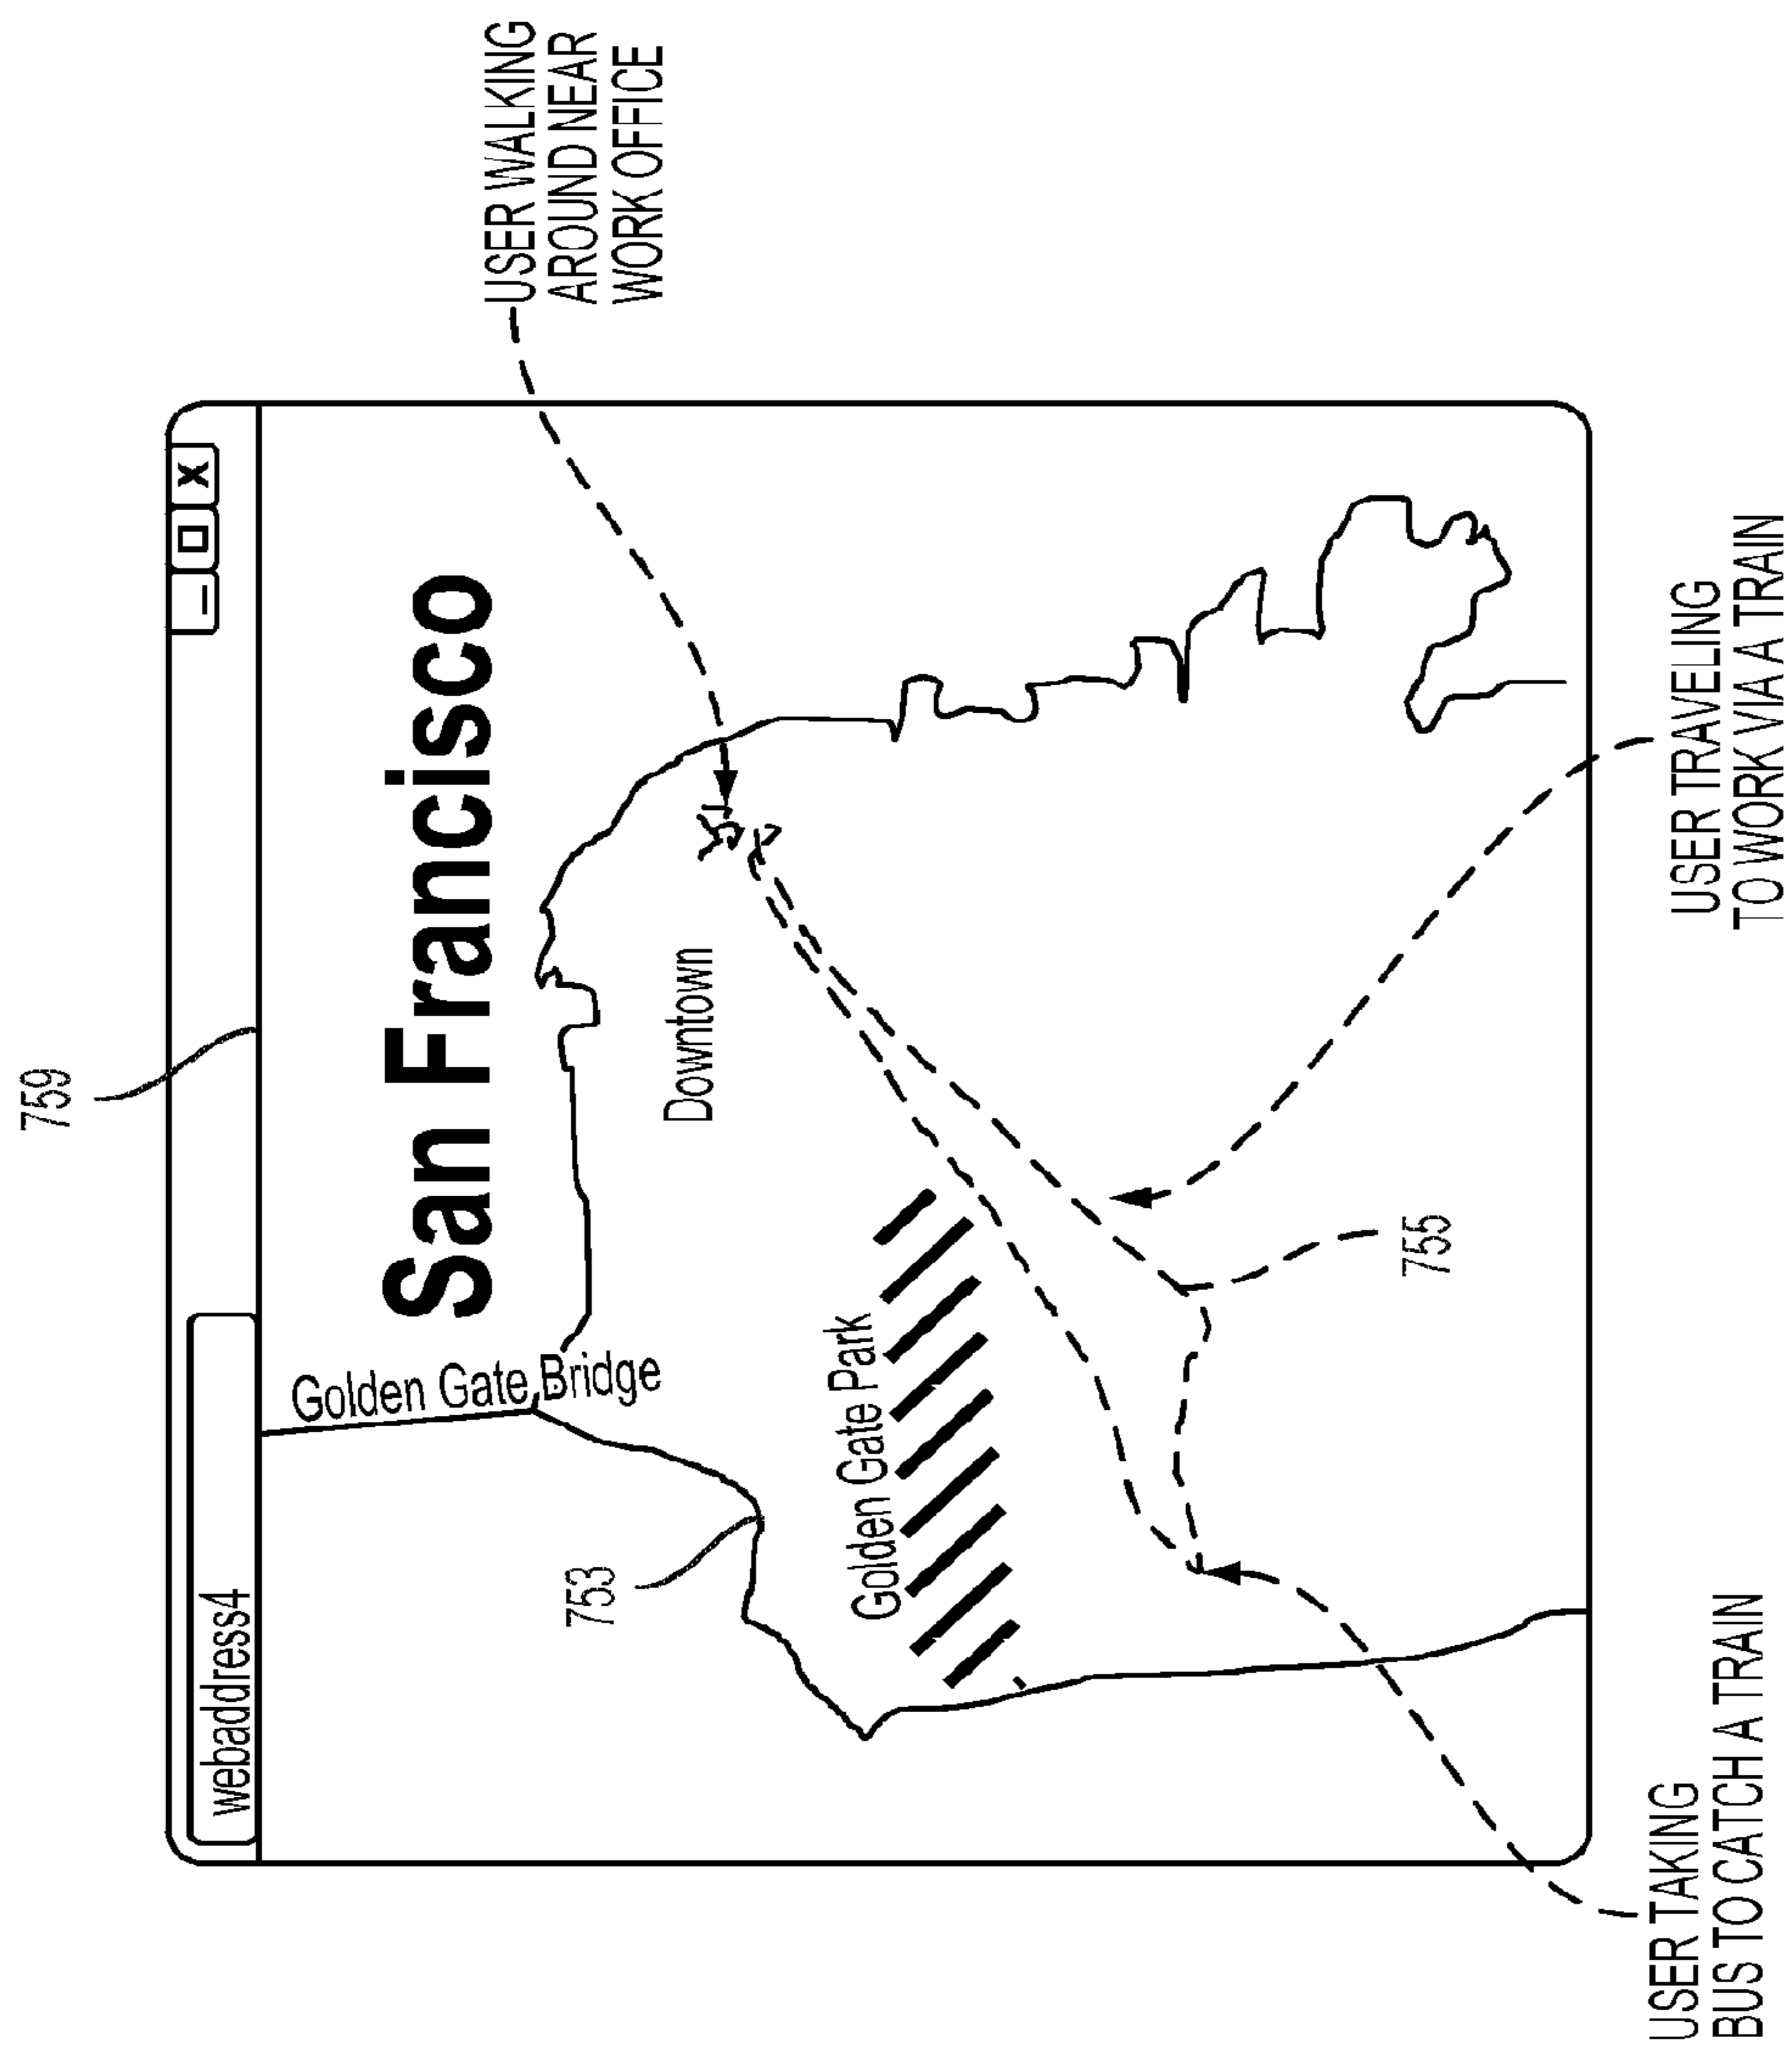 759
webaddress4
San Francisco
Golden Gate Bridge
USER WALKING
AROUND NEAR
WORK OFFICE
Downtown
753
Golden Gate Park
755
USER TAKING
BUS TO CATCH A TRAIN
USER TRAVELING
TO WORK VIA A TRAIN